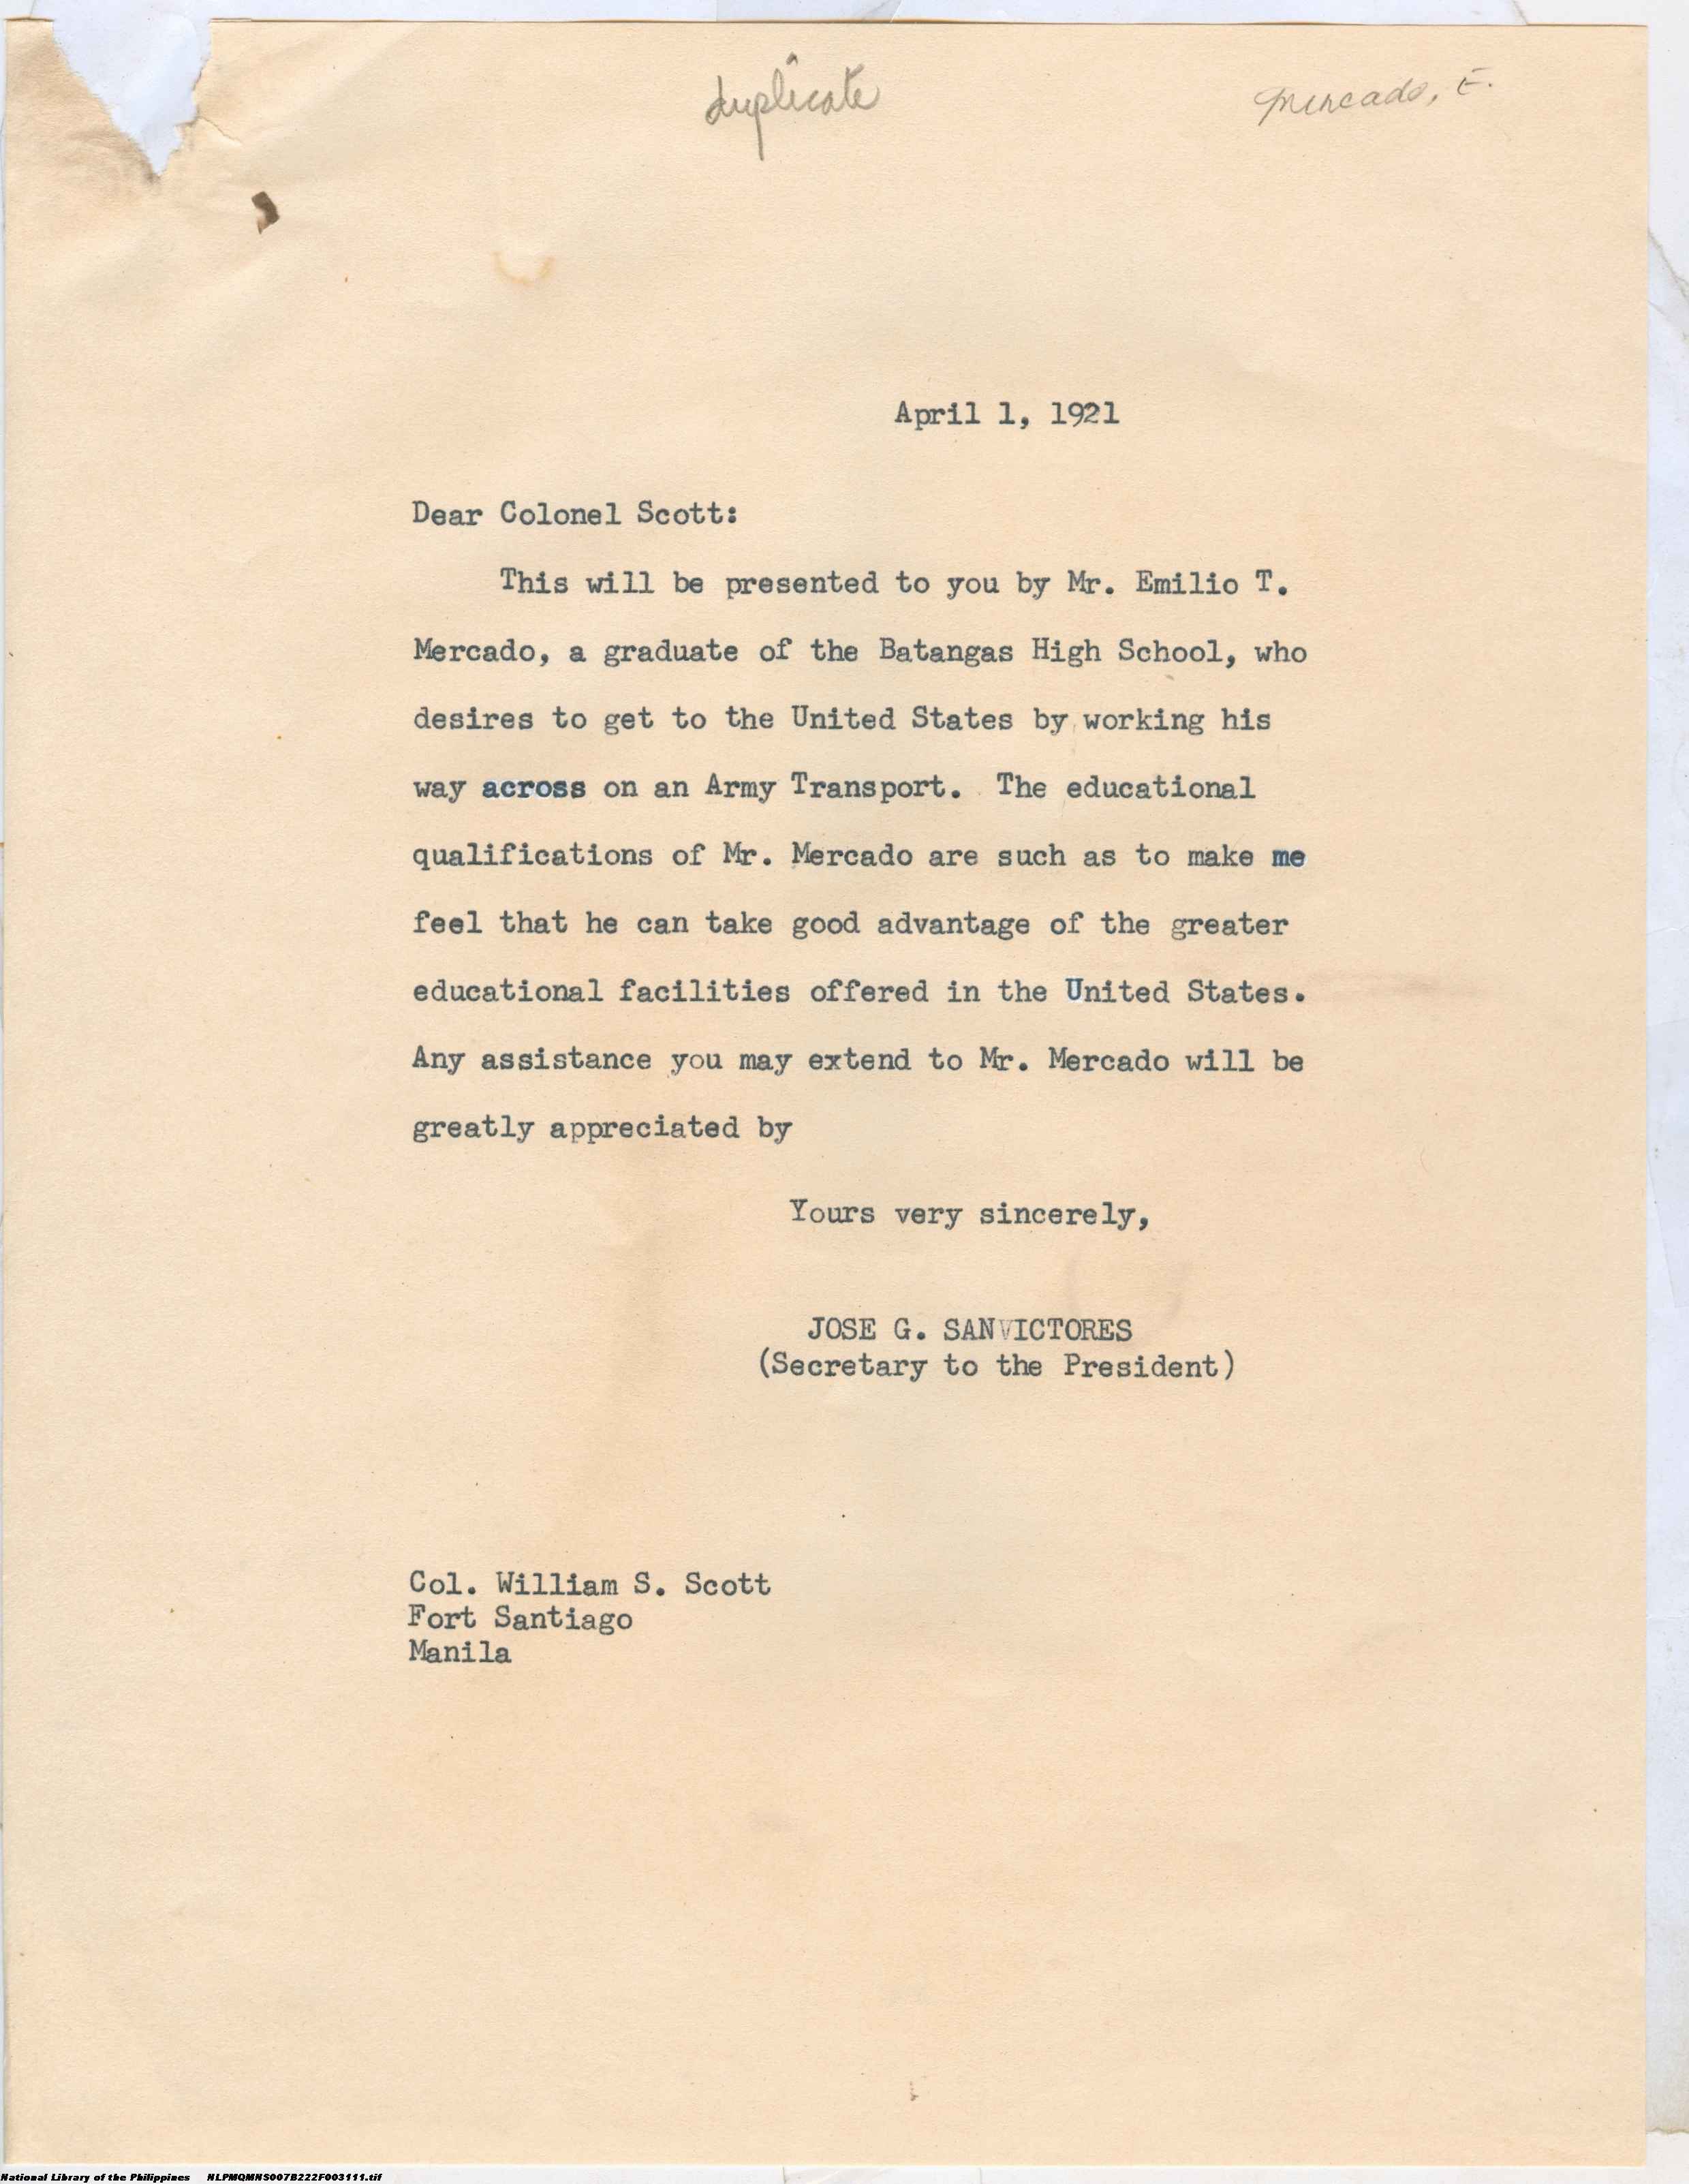 duplicate
Mercado, E.
April 1, 1921
Dear Colonel Scott:
This will be presented to you by Mr. Emilio T.
Mercado, a graduate of the Batangas High School, who
desires to get to the United States by working his
way across on an Army Transport. The educational
qualifications of Mr. Mercado are such as to make me
feel that he can take good advantage of the greater
educational facilities offered in the United States.
Any assistance you may extend to Mr. Mercado will be
greatly appreciated by
Yours very sincerely,
JOSE G. SANVICTORES
(Secretary to the President)
Col. William S. Scott
Fort Santiago
Manila
National Library of the Philippines NLPMQMNS007B222F003111.tif